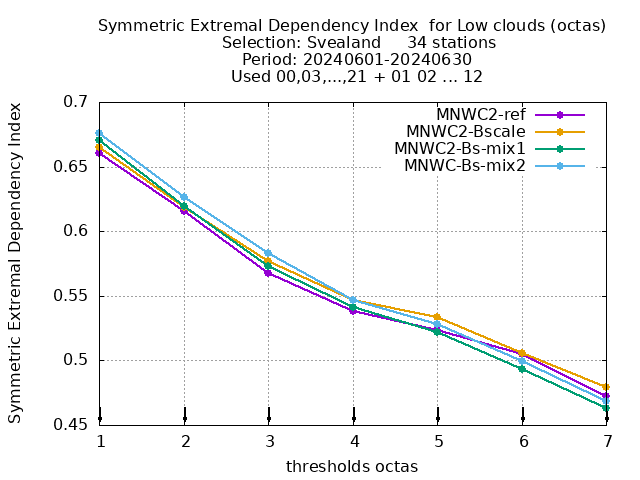 Symmetric Extremal Dependency Index  for Low clouds (octas)
Selection: Svealand     34 stations
Period: 20240601-20240630
Used 00,03,...,21 + 01 02 ... 12
Symmetric Extremal Dependency Index
0.7
0.65
0.6
0.55
0.5
0.45
MNWC2-ref
MNWC2-Bscale
MNWC2-Bs-mix1
MNWC-Bs-mix2
1 2 3 4 5 6 7
thresholds octas